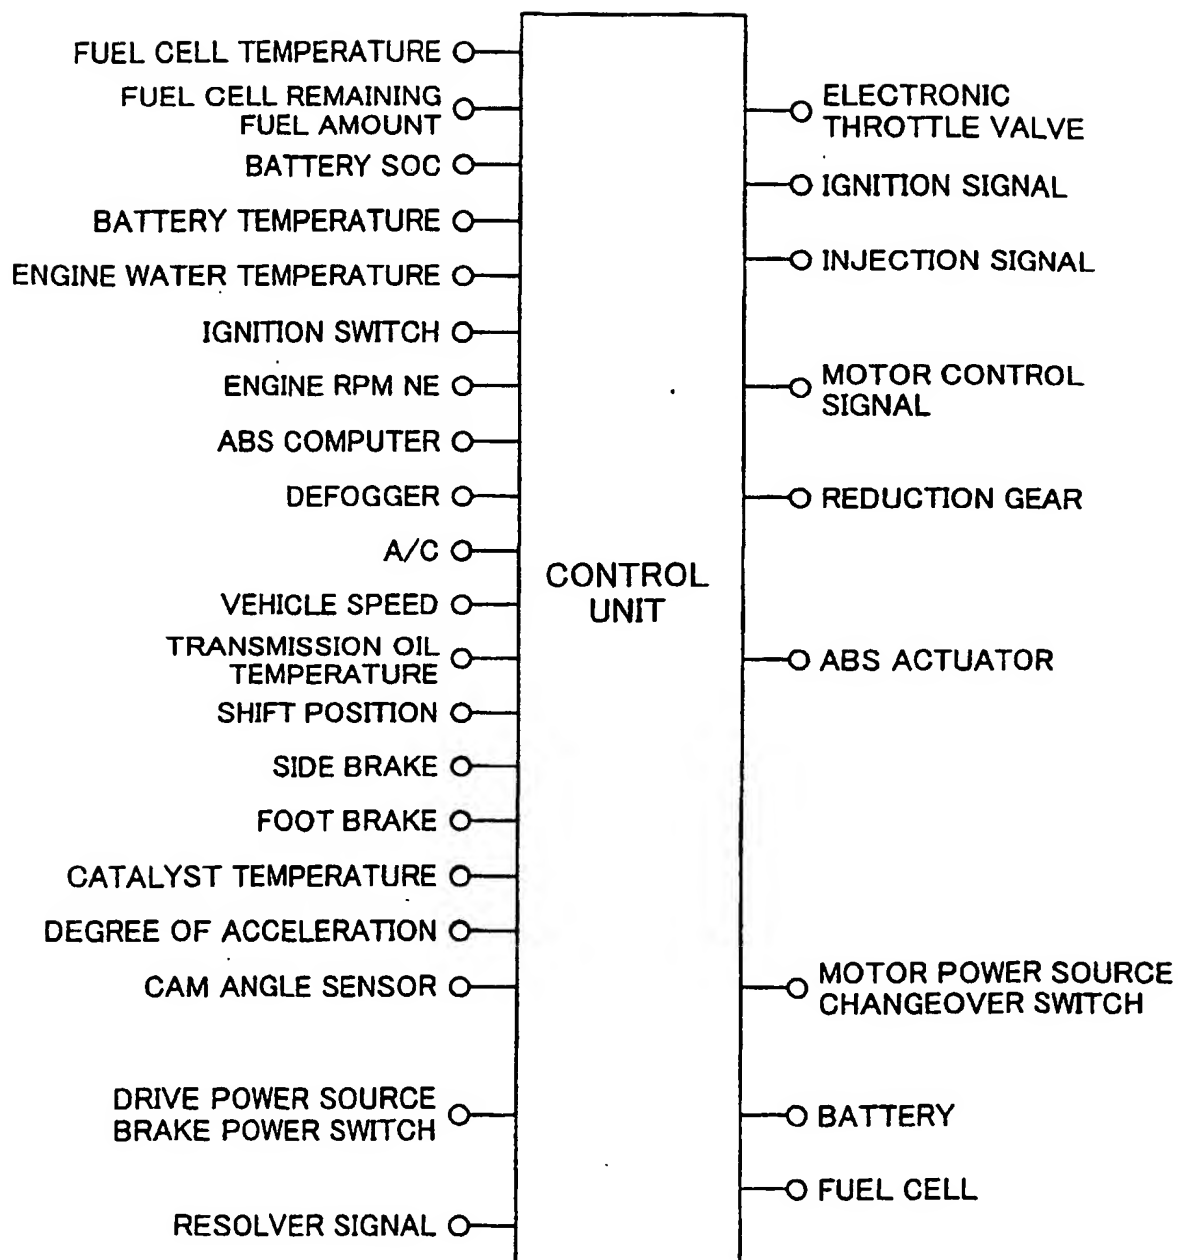 FUEL CELL TEMPERATURE
FUEL CELL REMAINING
FUEL AMOUNT
BATTERY SOC
BATTERY TEMPERATURE
ENGINE WATER TEMPERATURE
IGNITION SWITCH
ENGINE RPM NE
ABS COMPUTER
DEFOGGER
A/C
VEHICLE SPEED
TRANSMISSION OIL
TEMPERATURE
SHIFT POSITION
SIDE BRAKE
FOOT BRAKE
CATALYST TEMPERATURE
DEGREE OF ACCELERATION
CAM ANGLE SENSOR
DRIVE POWER SOURCE
BRAKE POWER SWITCH
RESOLVER SIGNAL
CONTROL
UNIT
ELECTRONIC
THROTTLE VALVE
IGNITION SIGNAL
INJECTION SIGNAL
MOTOR CONTROL
SIGNAL
REDUCTION GEAR
ABS ACTUATOR
MOTOR POWER SOURCE
CHANGEOVER SWITCH
BATTERY
FUEL CELL